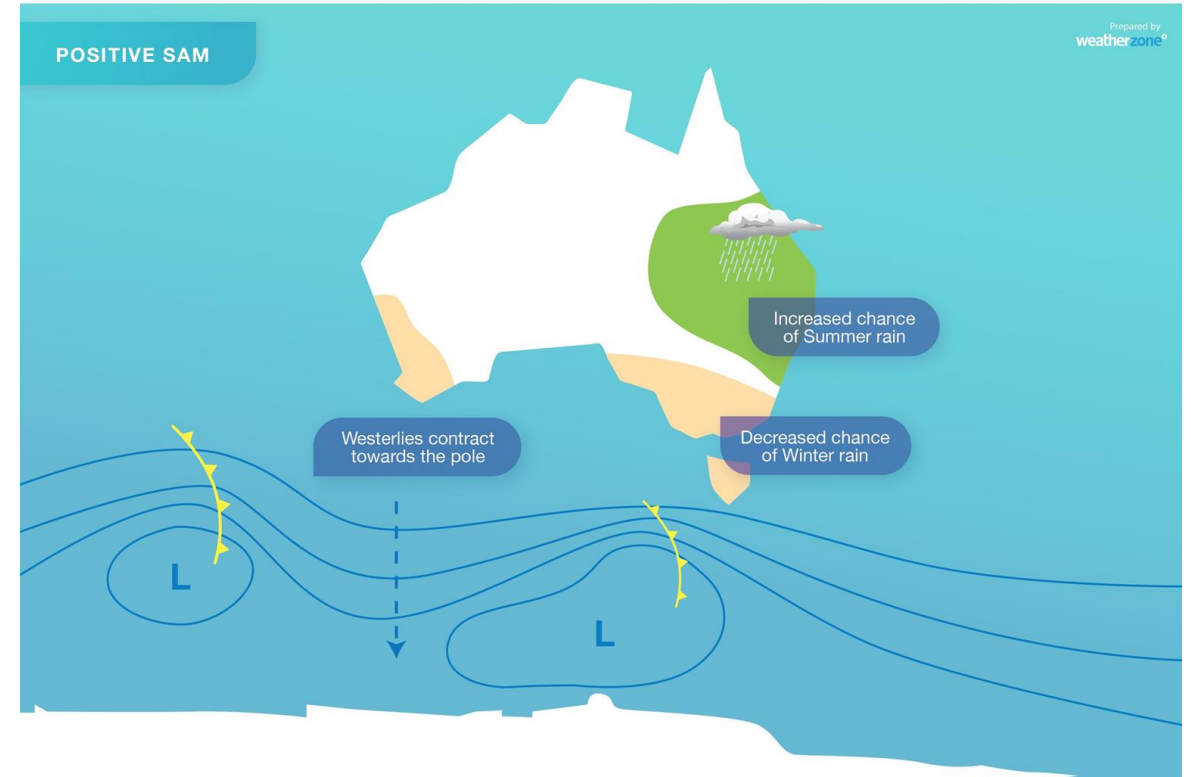 POSITIVE SAM
Prepared by
weatherzone°
Increased chance
of Summer rain
Westerlies contract
towards the pole
Decreased chance
of Winter rain
L
L